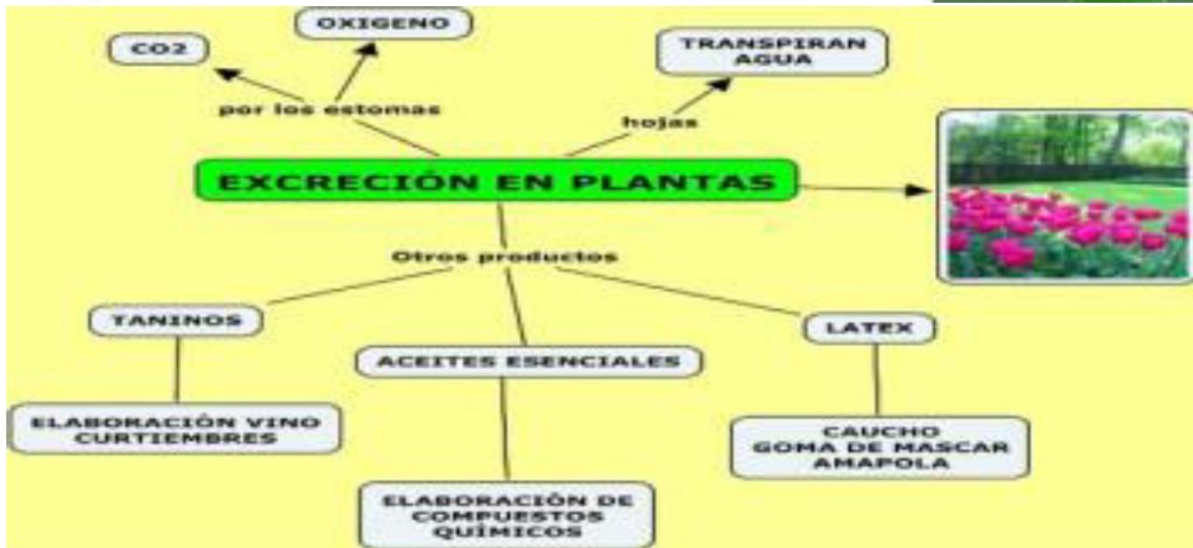 OXIGENO
CO2
TRANSPIRAN
AGUA
por los estomas
hojas
EXCRECIÓN EN PLANTAS
Otros productos
TANINOS
LATEX
ACEITES ESENCIALES
ELABORACIÓN VINO
CURTIEMBRES
CAUCHO
GOMA DE MASCAR
AMAPOLA
ELABORACIÓN DE
COMPUESTOS
QUÍMICOS